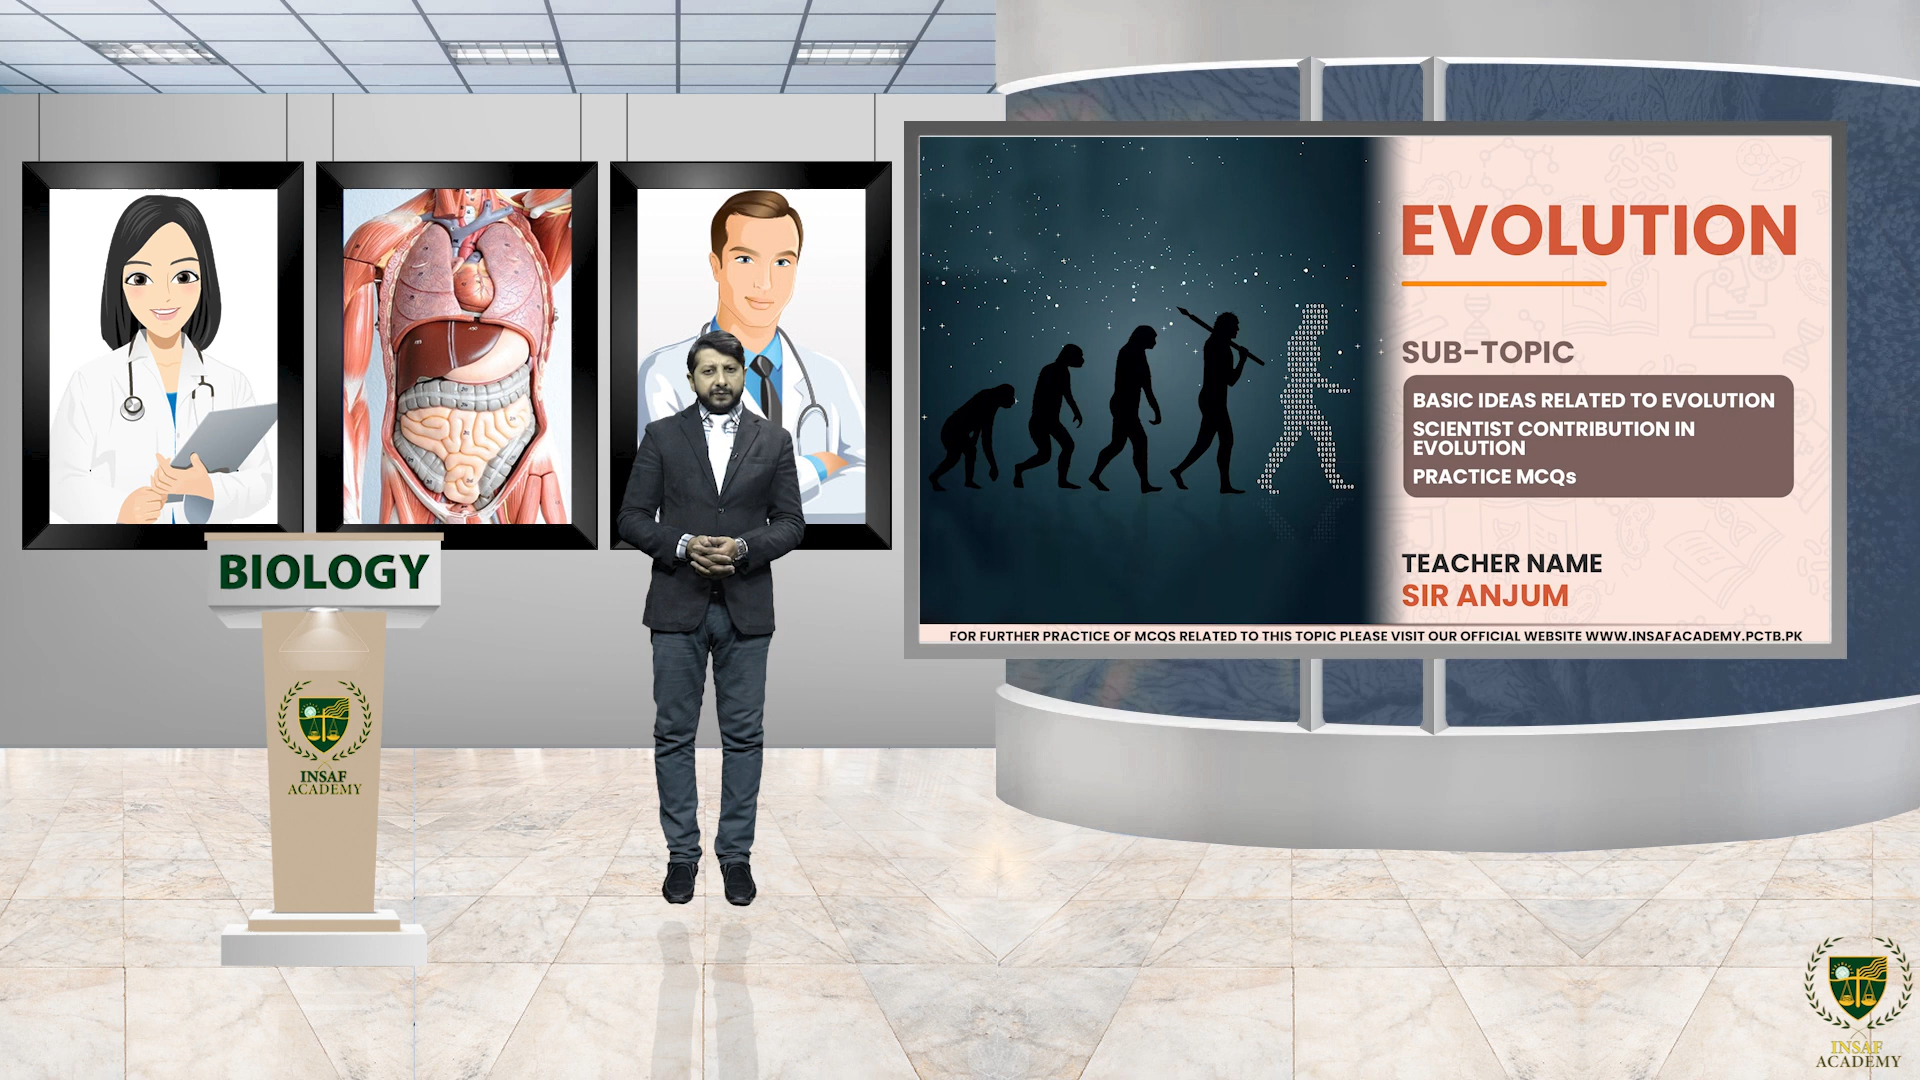 EVOLUTION
SUB-TOPIC
BASIC IDEAS RELATED TO EVOLUTION
SCIENTIST CONTRIBUTION IN
EVOLUTION
PRACTICE MCQs
TEACHER NAME
SIR ANJUM
FOR FURTHER PRACTICE OF MCQS RELATED TO THIS TOPIC PLEASE VISIT OUR OFFICIAL WEBSITE WWW.INSAFACADEMY.PCTB.PK
BIOLOGY
INSAF
ACADEMY
INSAF
ACADEMY